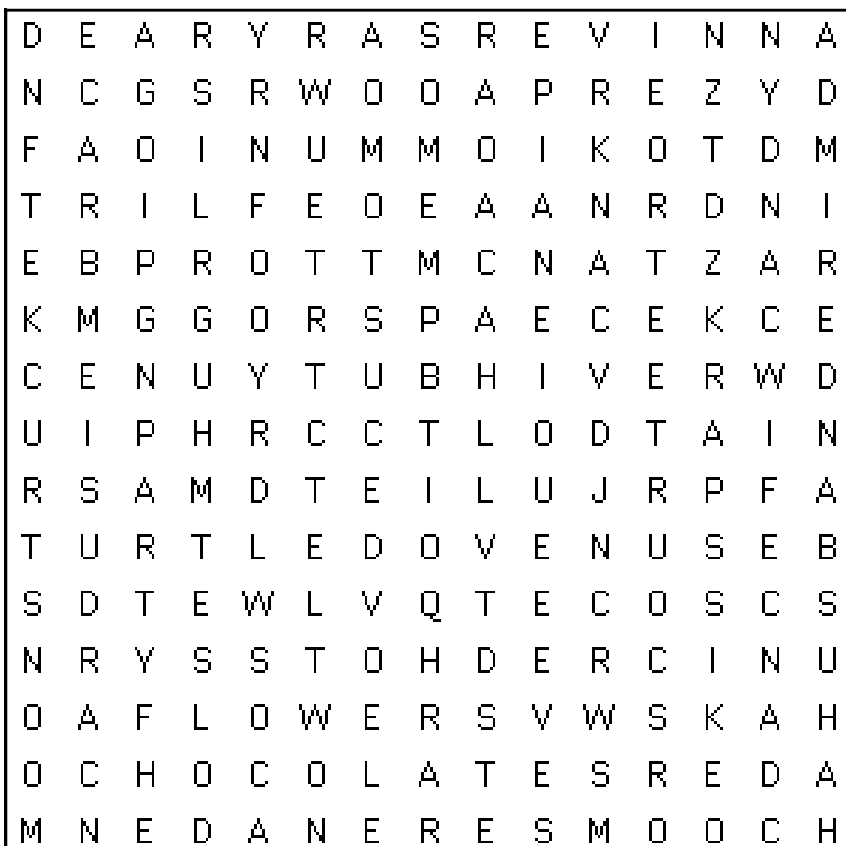 D E A R Y R A S R E V I N N A
N C G S R W O O A P R E Z Y D
F A O I N U M M O I K O T D M
T R I L F E O E A A N R D N I
E B P R O T T M C N A T Z A R
K M G G O R S P A E C E K C E
C E N U Y T U B H I V E R W D
U I P H R C C T L O D T A I N
R S A M D T E I L U J R P F A
T U R T L E D O V E N U S E B
S D T E W L V Q T E C O S C S
N R Y S S T O H D E R C I N U
O A F L O W E R S V W S K A H
O C H O C O L A T E S R E D A
M N E D A N E R E S M O O C H